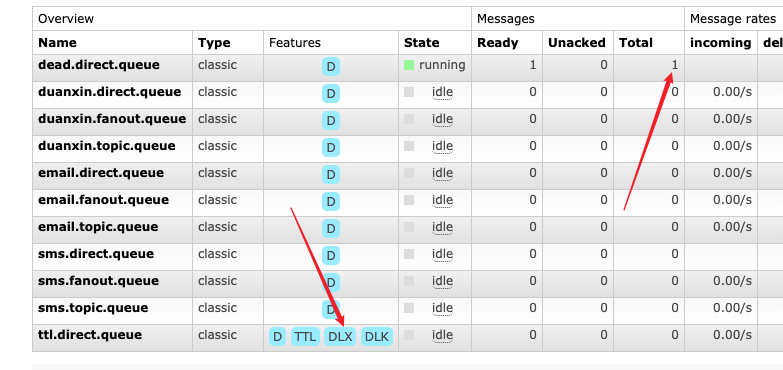 Overview Messages Message rates
Name Type Features State Ready Unacked Total incoming del
dead.direct.queue classic D running 1 0 1
duanxin.direct.queue classic D idle 0 0 0 0.00/s
duanxin.fanout.queue classic D idle 0 0 0 0.00/s
duanxin.topic.queue classic D idle 0 0 0 0.00/s
email.direct.queue classic D idle 0 0 0 0.00/s
email.fanout.queue classic D idle 0 0 0 0.00/s
email.topic.queue classic D idle 0 0 0 0.00/s
sms.direct.queue classic D idle 0 0 0
sms.fanout.queue classic D idle 0 0 0 0.00/s
sms.topic.queue classic D idle 0 0 0 0.00/s
ttl.direct.queue classic D TTL DLX DLK idle 0 0 0 0.00/s